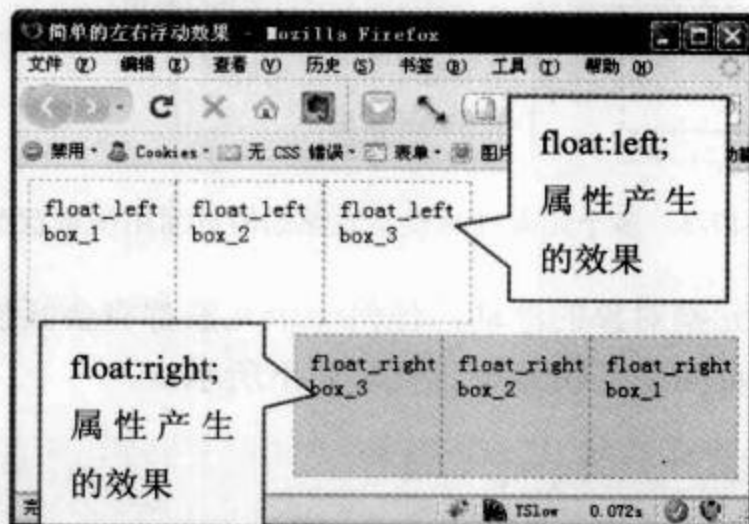 简单的左右浮动效果 - Mozilla Firefox
文件 (F) 编辑 (E) 查看 (V) 历史 (S) 书签 (B) 工具 (T) 帮助 (H)
禁用 Cookies 无 CSS 错误 表单 图片
float:left;
属性产生
的效果
float_left
box_1
float_left
box_2
float_left
box_3
float:right;
属性产生
的效果
float_right
box_3
float_right
box_2
float_right
box_1
YSlow 0.072s